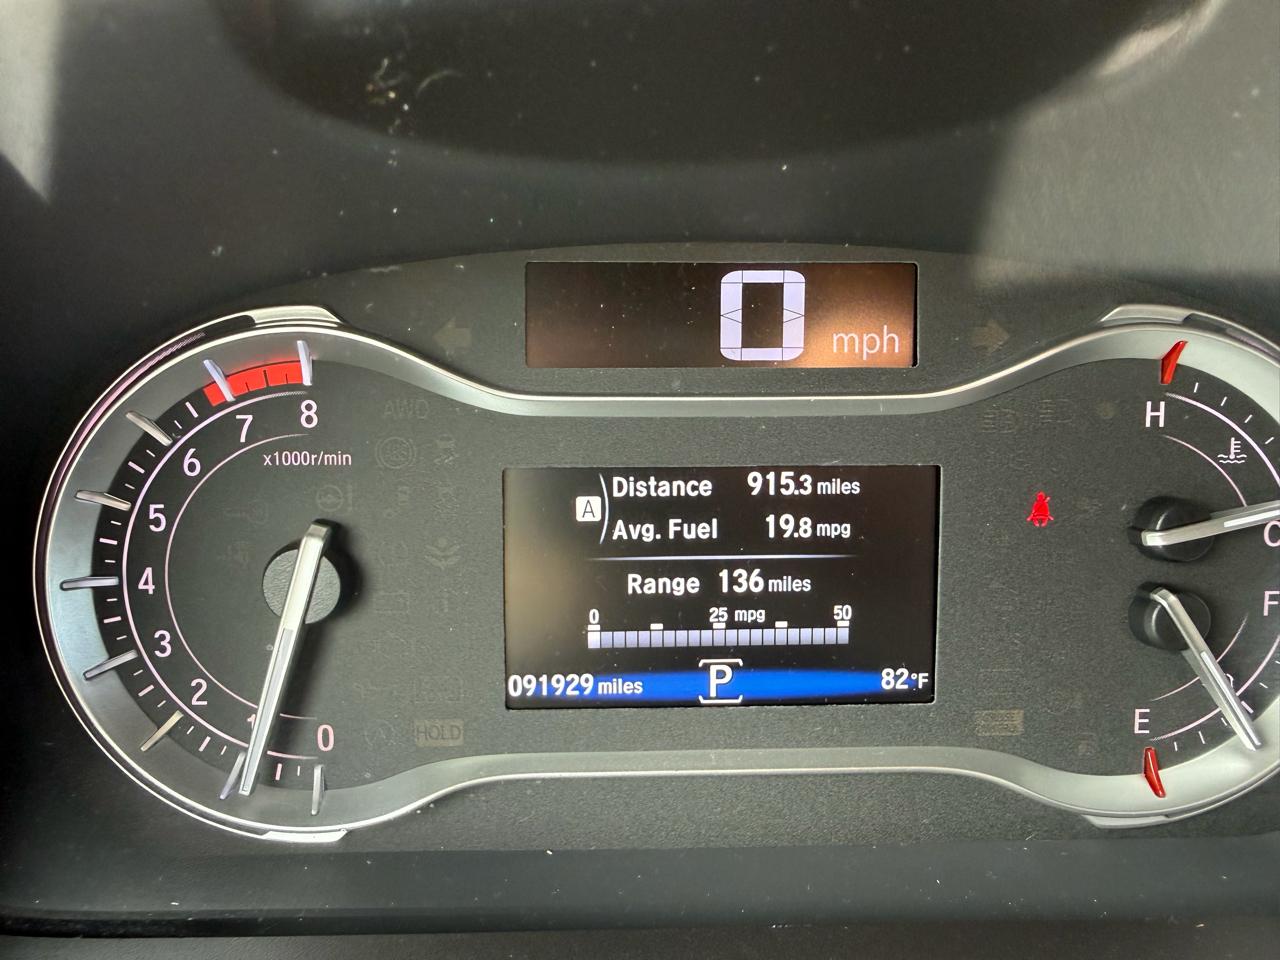 0 mph
8
7
6
x1000r/min
5
4
3
2
1
0
AWD
HOLD
A
Distance 915.3 miles
Avg. Fuel 19.8 mpg
Range 136 miles
0 25 mpg 50
091929 miles P 82°F
H
C
F
E